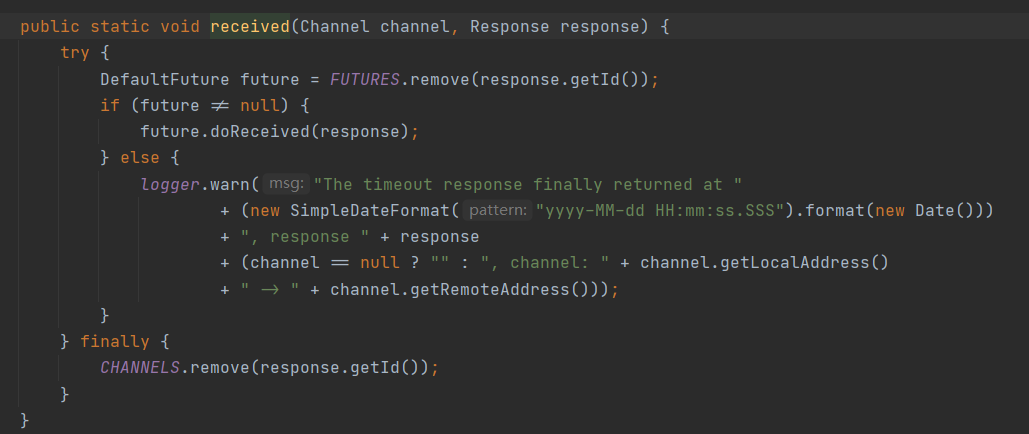 public static void received(Channel channel, Response response) {
    try {
        DefaultFuture future = FUTURES.remove(response.getId());
        if (future != null) {
            future.doReceived(response);
        } else {
            logger.warn( msg: "The timeout response finally returned at "
                    + (new SimpleDateFormat( pattern: "yyyy-MM-dd HH:mm:ss.SSS").format(new Date()))
                    + ", response " + response
                    + (channel == null ? "" : ", channel: " + channel.getLocalAddress()
                    + " -> " + channel.getRemoteAddress()));
        }
    } finally {
        CHANNELS.remove(response.getId());
    }
}